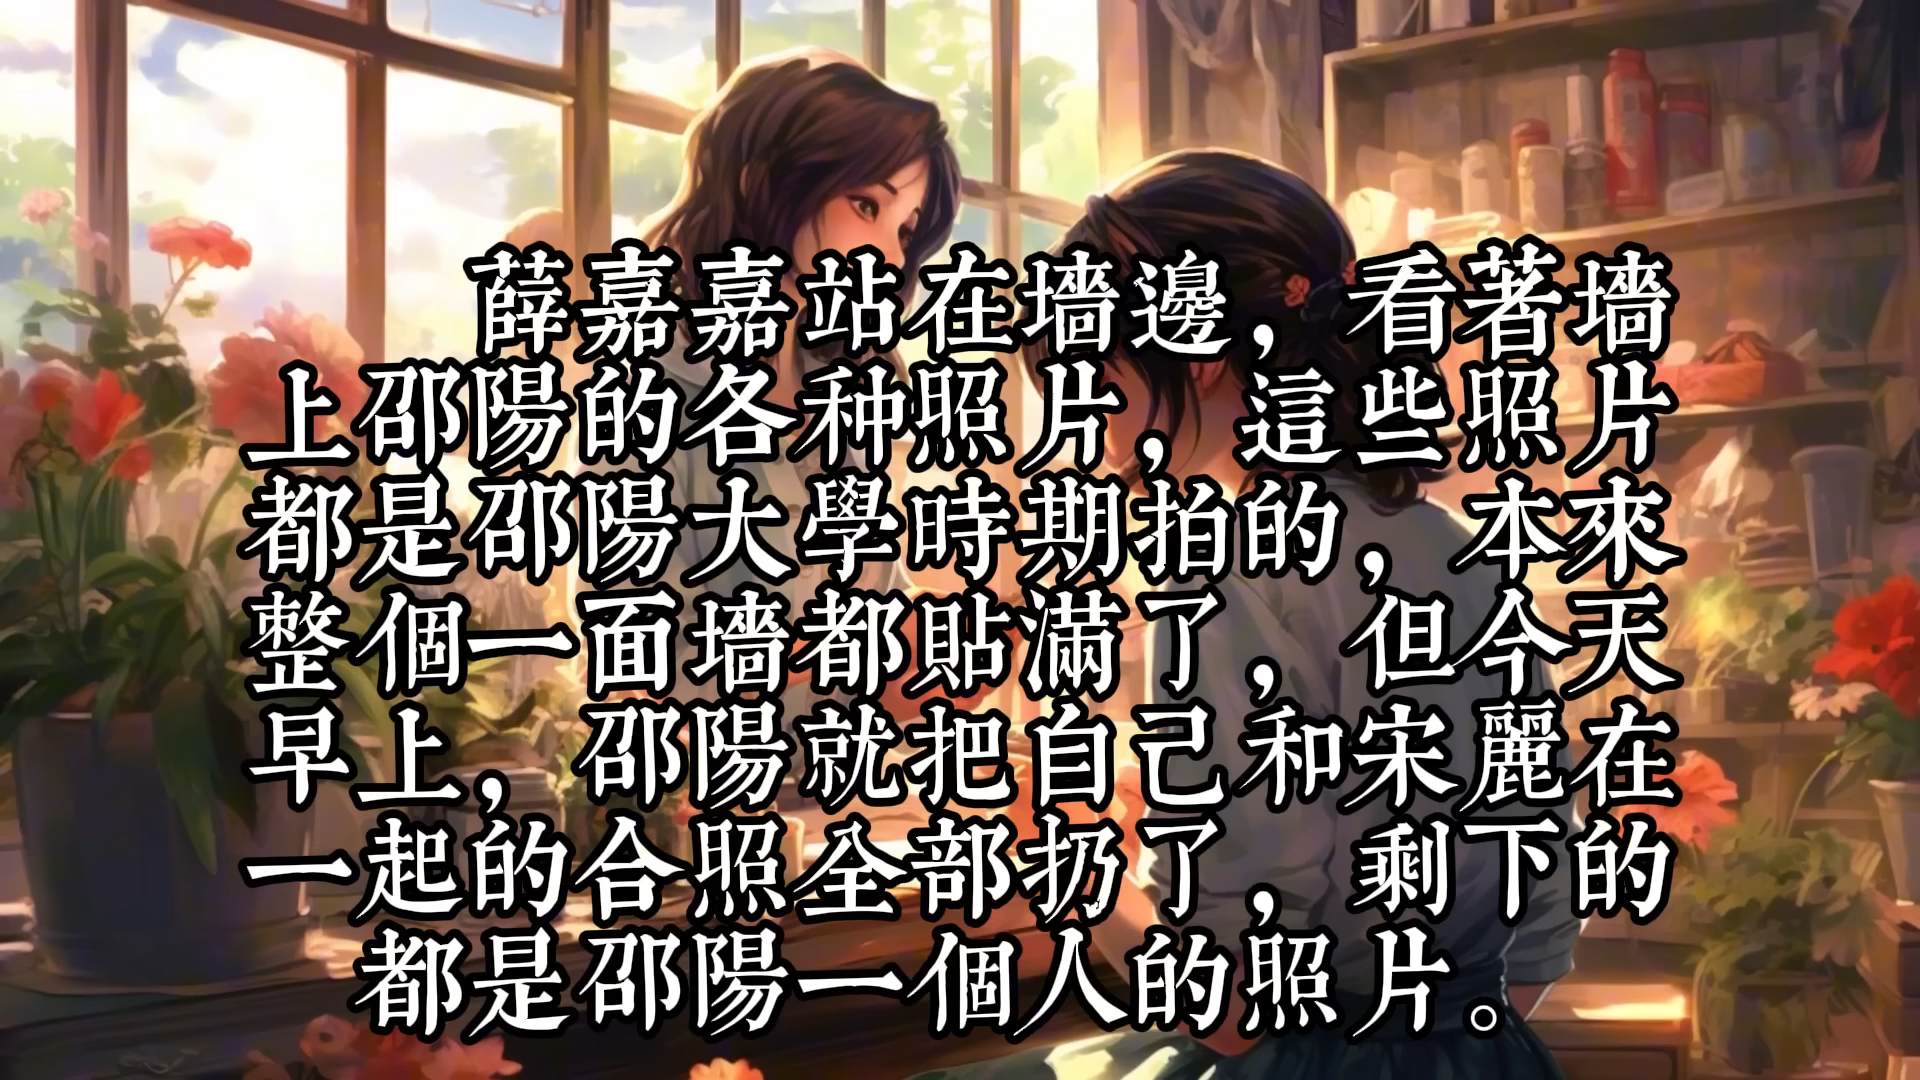 薛嘉嘉站在墻邊，看著墻
上邵陽的各种照片，這些照片
都是邵陽大學時期拍的，本來
整個一面墻都貼滿了，但今天
早上，邵陽就把自己和宋麗在
一起的合照全部扔了，剩下的
都是邵陽一個人的照片。